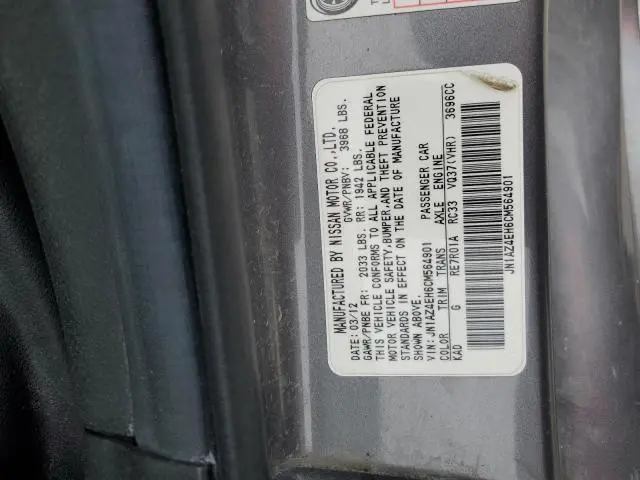 MANUFACTURED BY NISSAN MOTOR CO.,LTD.
DATE: 03/12 GVWR/PNBV: 3968 LBS.
GAWR/PNBE FR: 2033 LBS. RR: 1942 LBS.
THIS VEHICLE CONFORMS TO ALL APPLICABLE FEDERAL
MOTOR VEHICLE SAFETY,BUMPER,AND THEFT PREVENTION
STANDARDS IN EFFECT ON THE DATE OF MANUFACTURE
SHOWN ABOVE.
VIN: JN1AZ4EH6CM564901 PASSENGER CAR
COLOR TRIM TRANS AXLE ENGINE
KAD G RE7R01A RC33 VQ37(VHR) 3696CC
JN1AZ4EH6CM564901